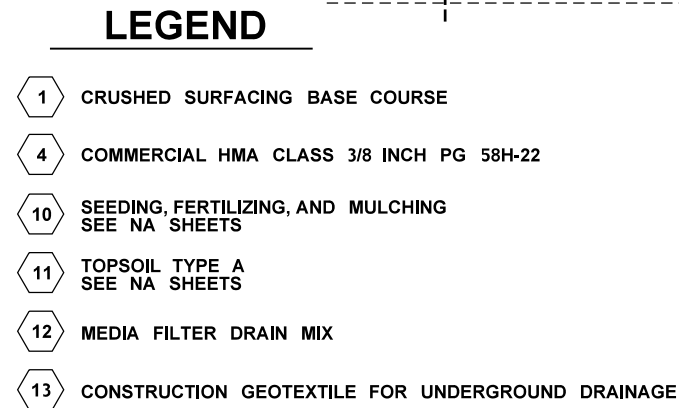 LEGEND
1 CRUSHED SURFACING BASE COURSE
4 COMMERCIAL HMA CLASS 3/8 INCH PG 58H-22
10 SEEDING, FERTILIZING, AND MULCHING
SEE NA SHEETS
11 TOPSOIL TYPE A
SEE NA SHEETS
12 MEDIA FILTER DRAIN MIX
13 CONSTRUCTION GEOTEXTILE FOR UNDERGROUND DRAINAGE